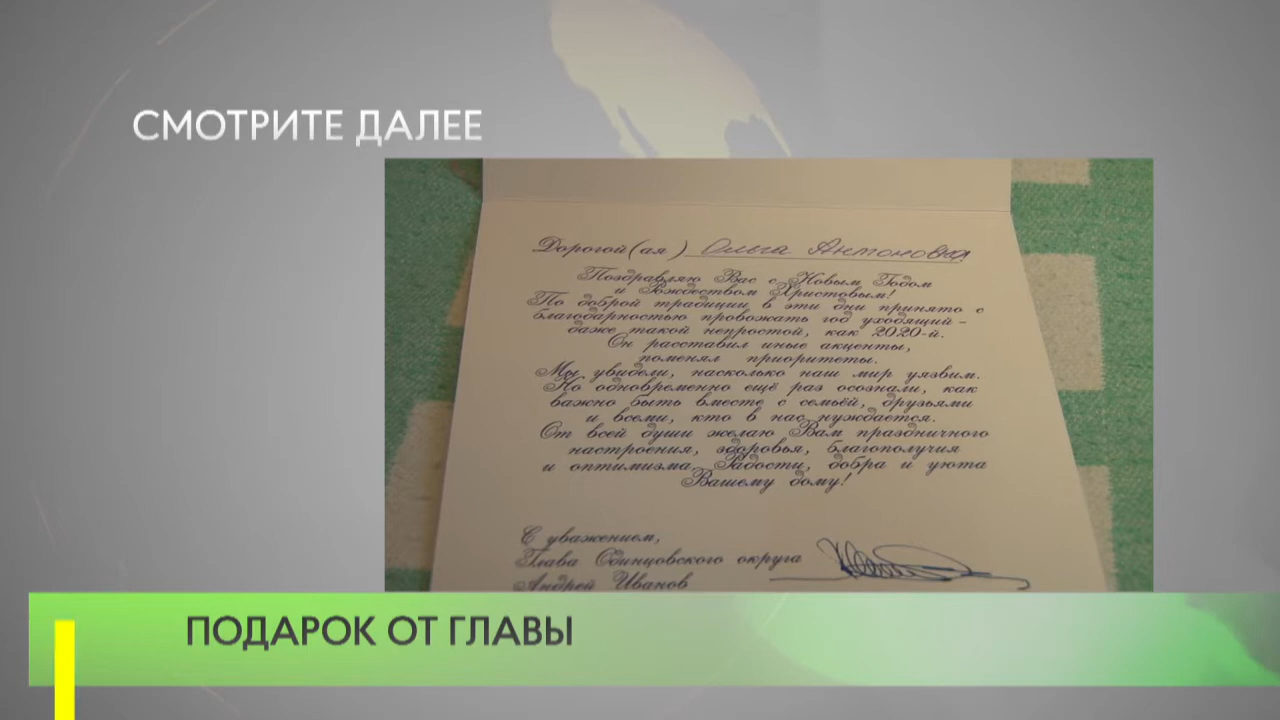 СМОТРИТЕ ДАЛЕЕ
Дорогой(ая) Ольга Антоновна
Поздравляю Вас с Новым Годом
и Рождеством Христовым!
По доброй традиции в эти дни принято с
благодарностью провожать год уходящий –
даже такой непростой, как 2020-й.
Он расставил иные акценты,
поменял приоритеты.
Мы увидели, насколько наш мир уязвим.
Но одновременно ещё раз осознали, как
важно быть вместе с семьёй, друзьями
и всеми, кто в нас нуждается.
От всей души желаю Вам праздничного
настроения, здоровья, благополучия
и оптимизма. Радости, добра и уюта
Вашему дому!
С уважением,
Глава Одинцовского округа
Андрей Иванов
ПОДАРОК ОТ ГЛАВЫ